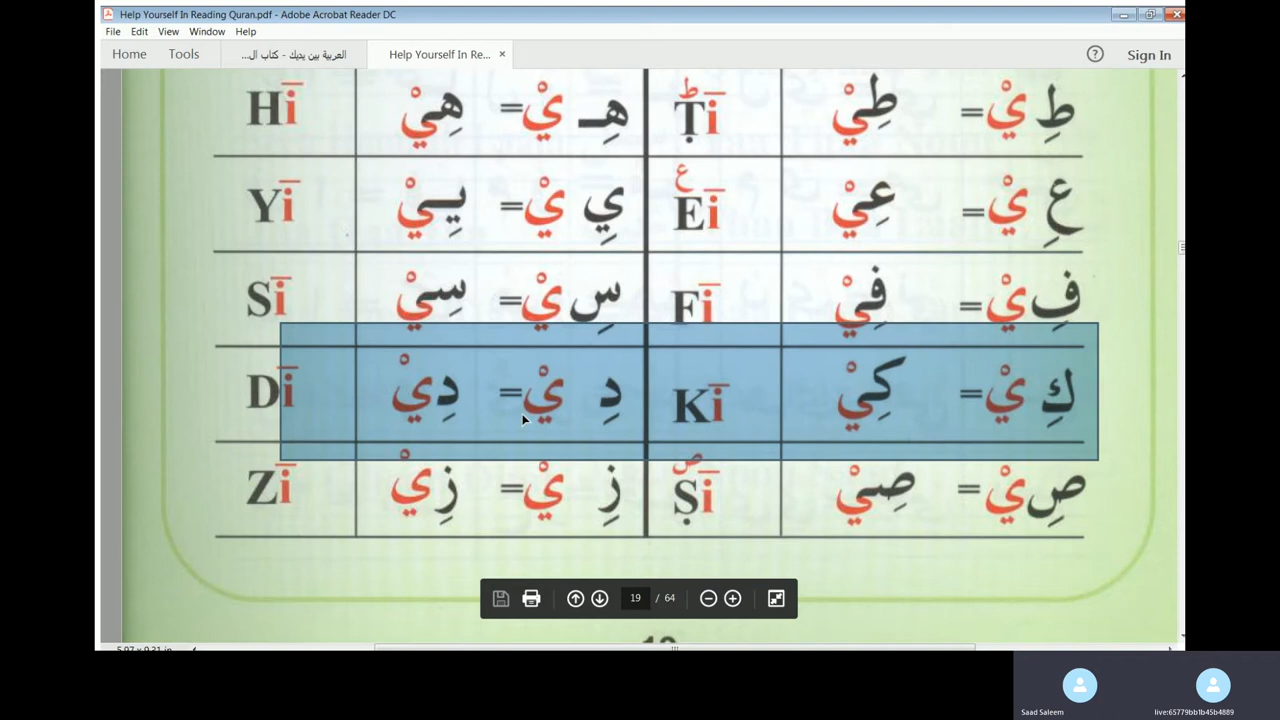 Help Yourself In Reading Quran.pdf - Adobe Acrobat Reader DC
File Edit View Window Help
Home Tools العربية بين يديك - كتاب ال... Help Yourself In Re... × ? Sign In
طِ يْ = طِيْ ط Ṭī هِـ يْ = هِيْ Hī
عِ يْ = عِيْ ع Eī يِ يْ = يِـيْ Yī
فِ يْ = فِيْ Fī سِ يْ = سِيْ Sī
كِ يْ = كِيْ Kī دِ يْ = دِيْ Dī
صِ يْ = صِيْ ص Ṣī زِ يْ = زِيْ Zī
19 / 64
Saad Saleem
live:65779bb1b45b4889